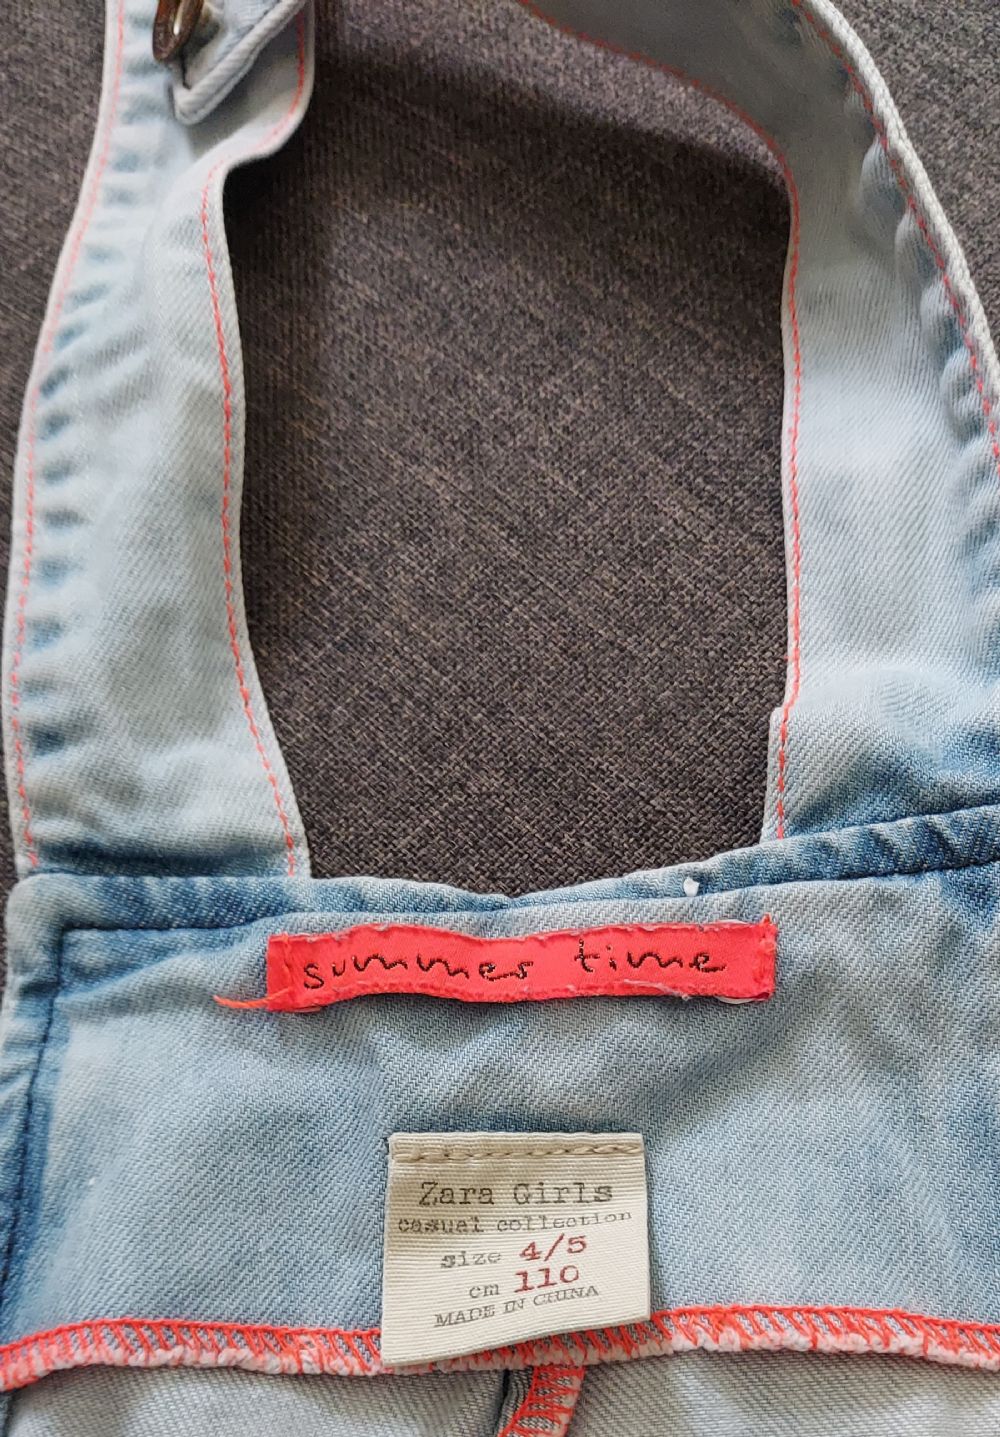 summer time
Zara Girls
casual collection
size 4/5
cm 110
MADE IN CHINA